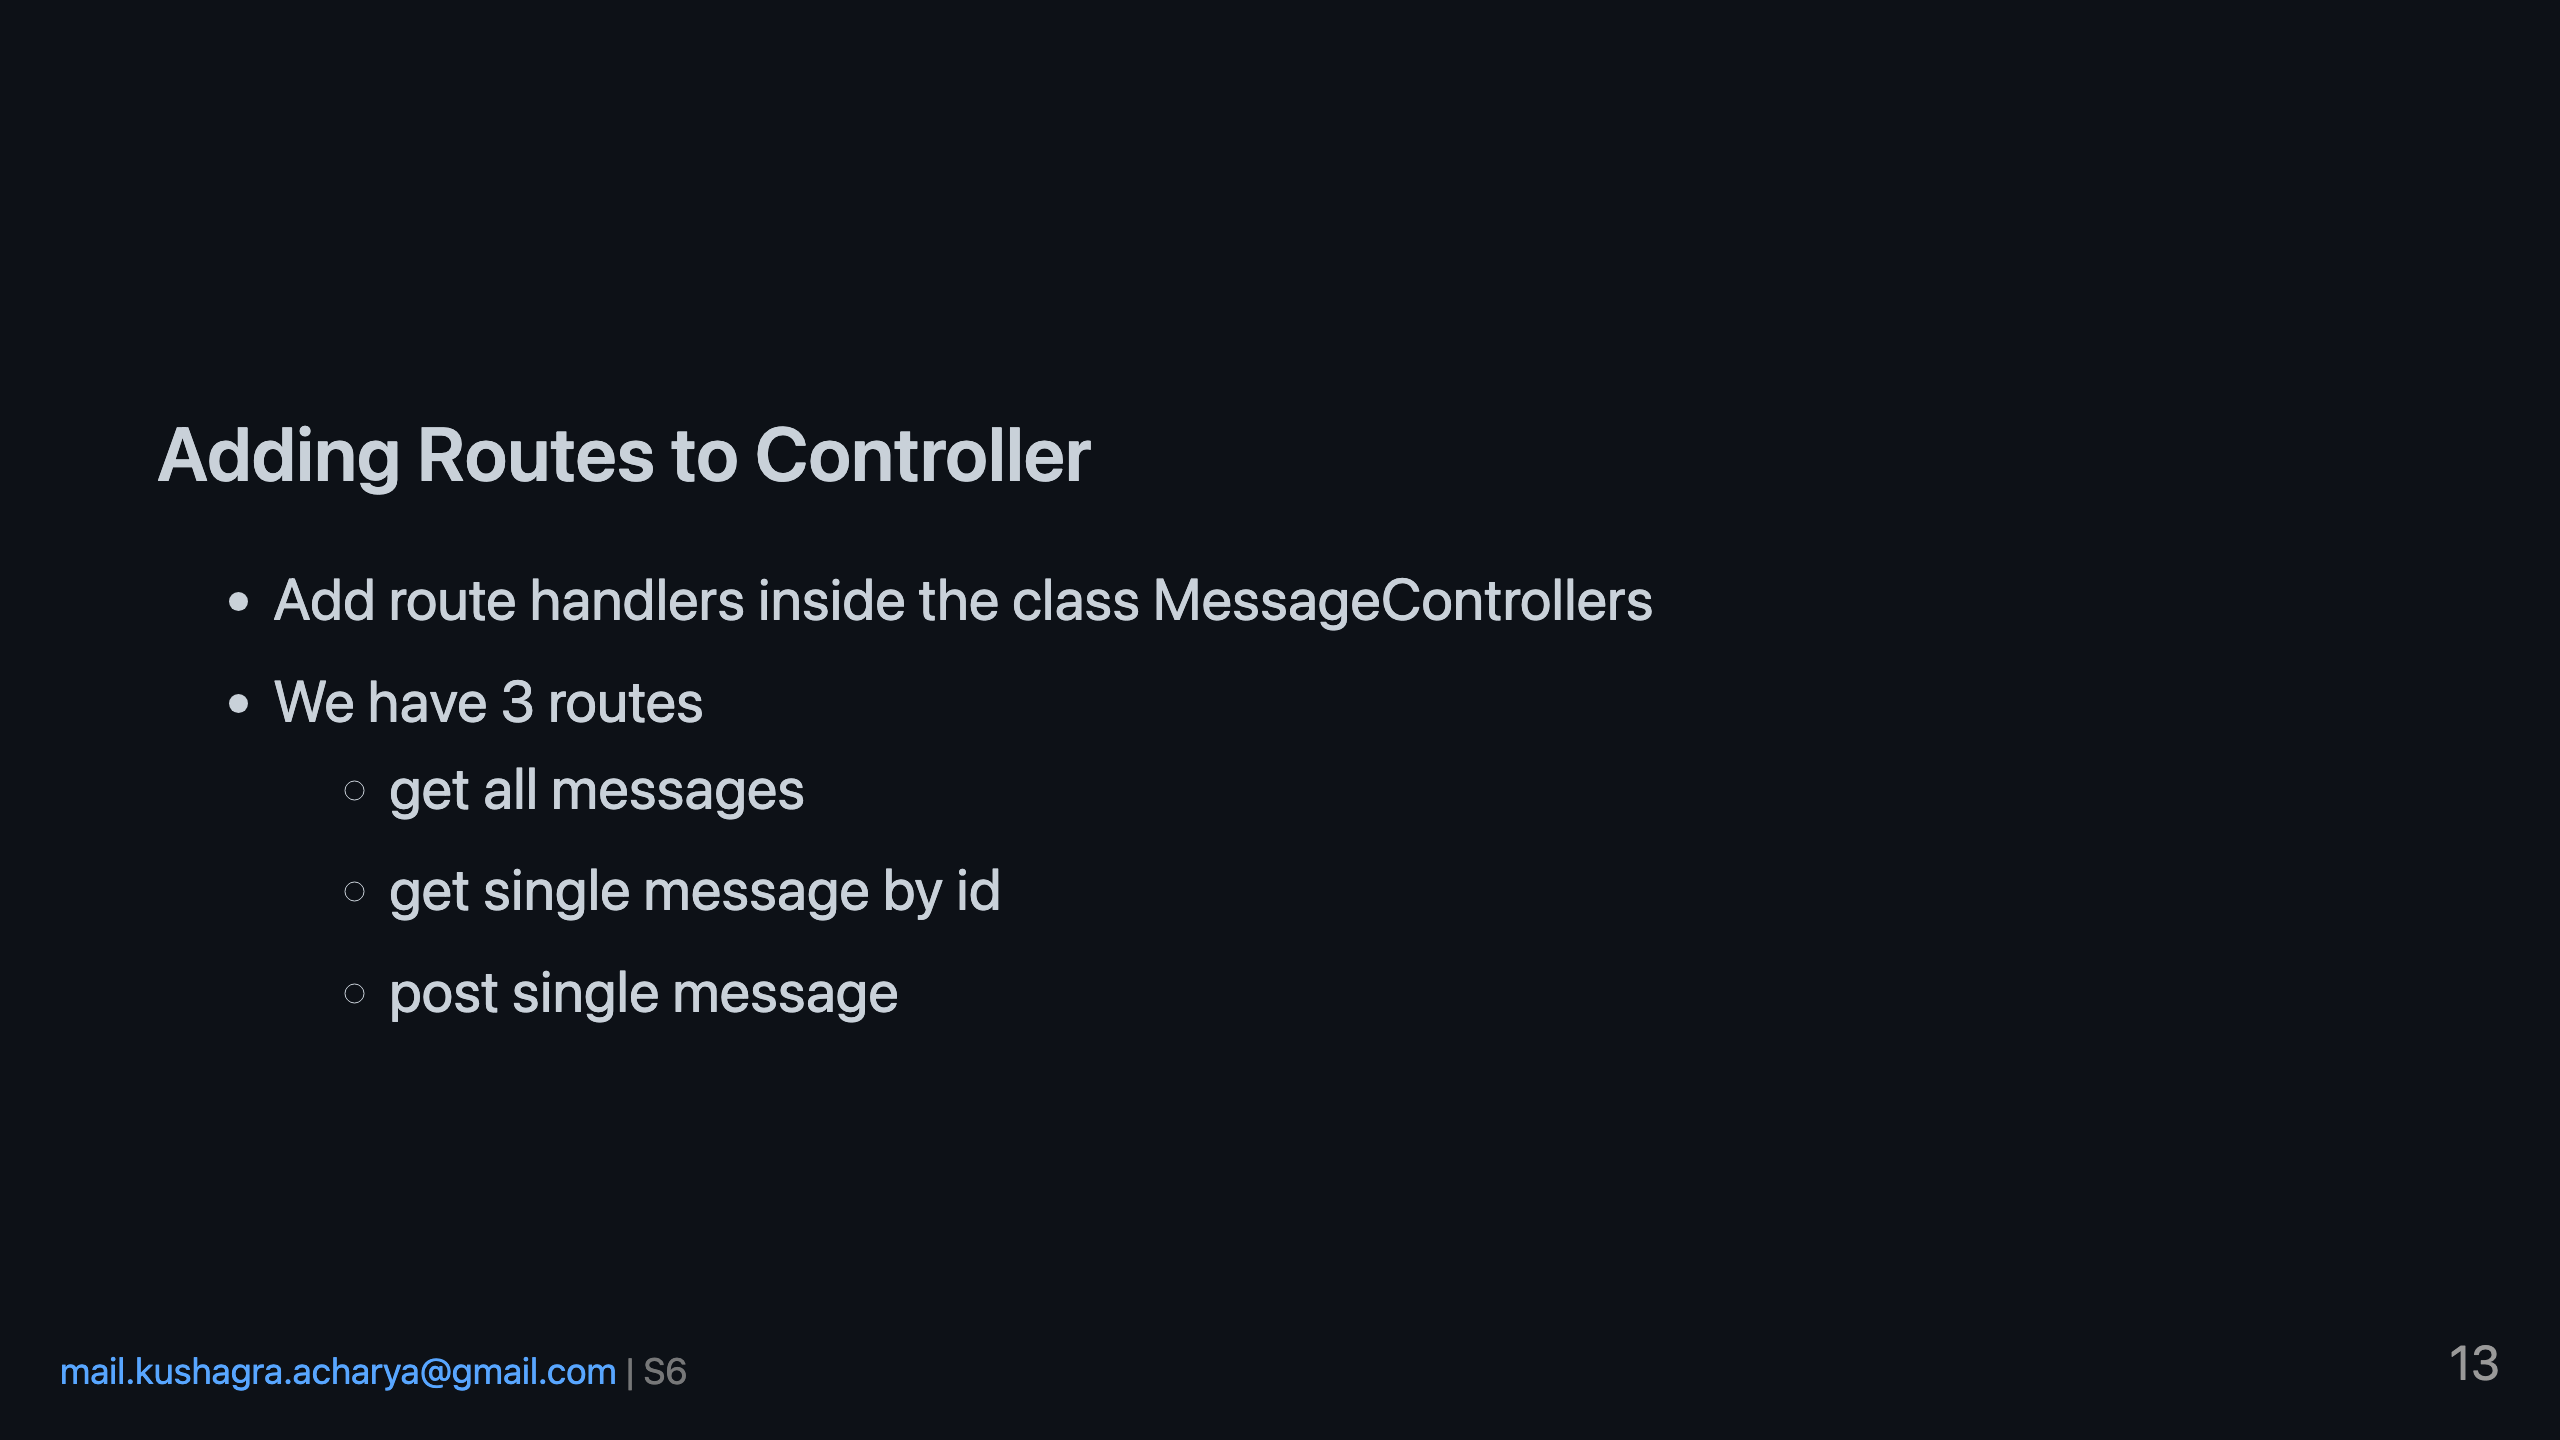 Adding Routes to Controller
• Add route handlers inside the class MessageControllers
• We have 3 routes
○ get all messages
○ get single message by id
○ post single message
mail.kushagra.acharya@gmail.com | S6
13